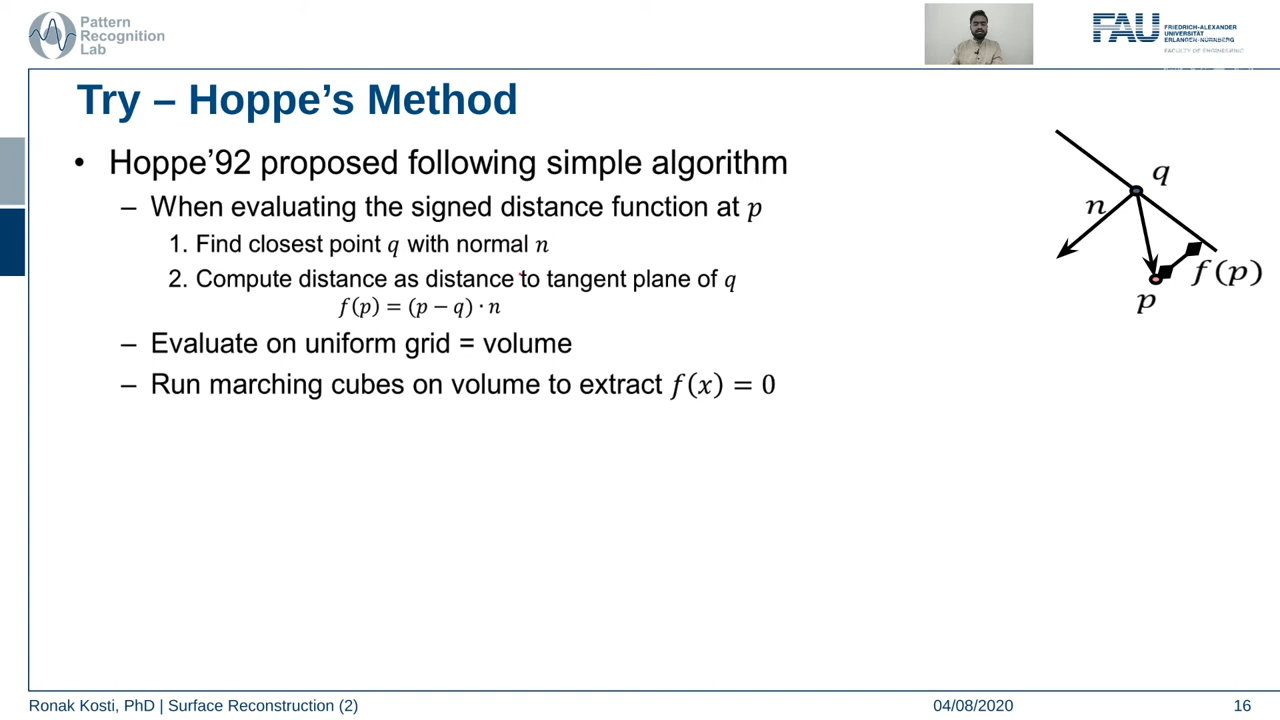 Pattern
Recognition
Lab
FAU
FRIEDRICH-ALEXANDER
UNIVERSITÄT
ERLANGEN-NÜRNBERG
FACULTY OF ENGINEERING
Try – Hoppe’s Method
• Hoppe’92 proposed following simple algorithm
– When evaluating the signed distance function at p
1. Find closest point q with normal n
2. Compute distance as distance to tangent plane of q
f(p) = (p − q) · n
– Evaluate on uniform grid = volume
– Run marching cubes on volume to extract f(x) = 0
q
n
f(p)
p
Ronak Kosti, PhD | Surface Reconstruction (2)
04/08/2020
16